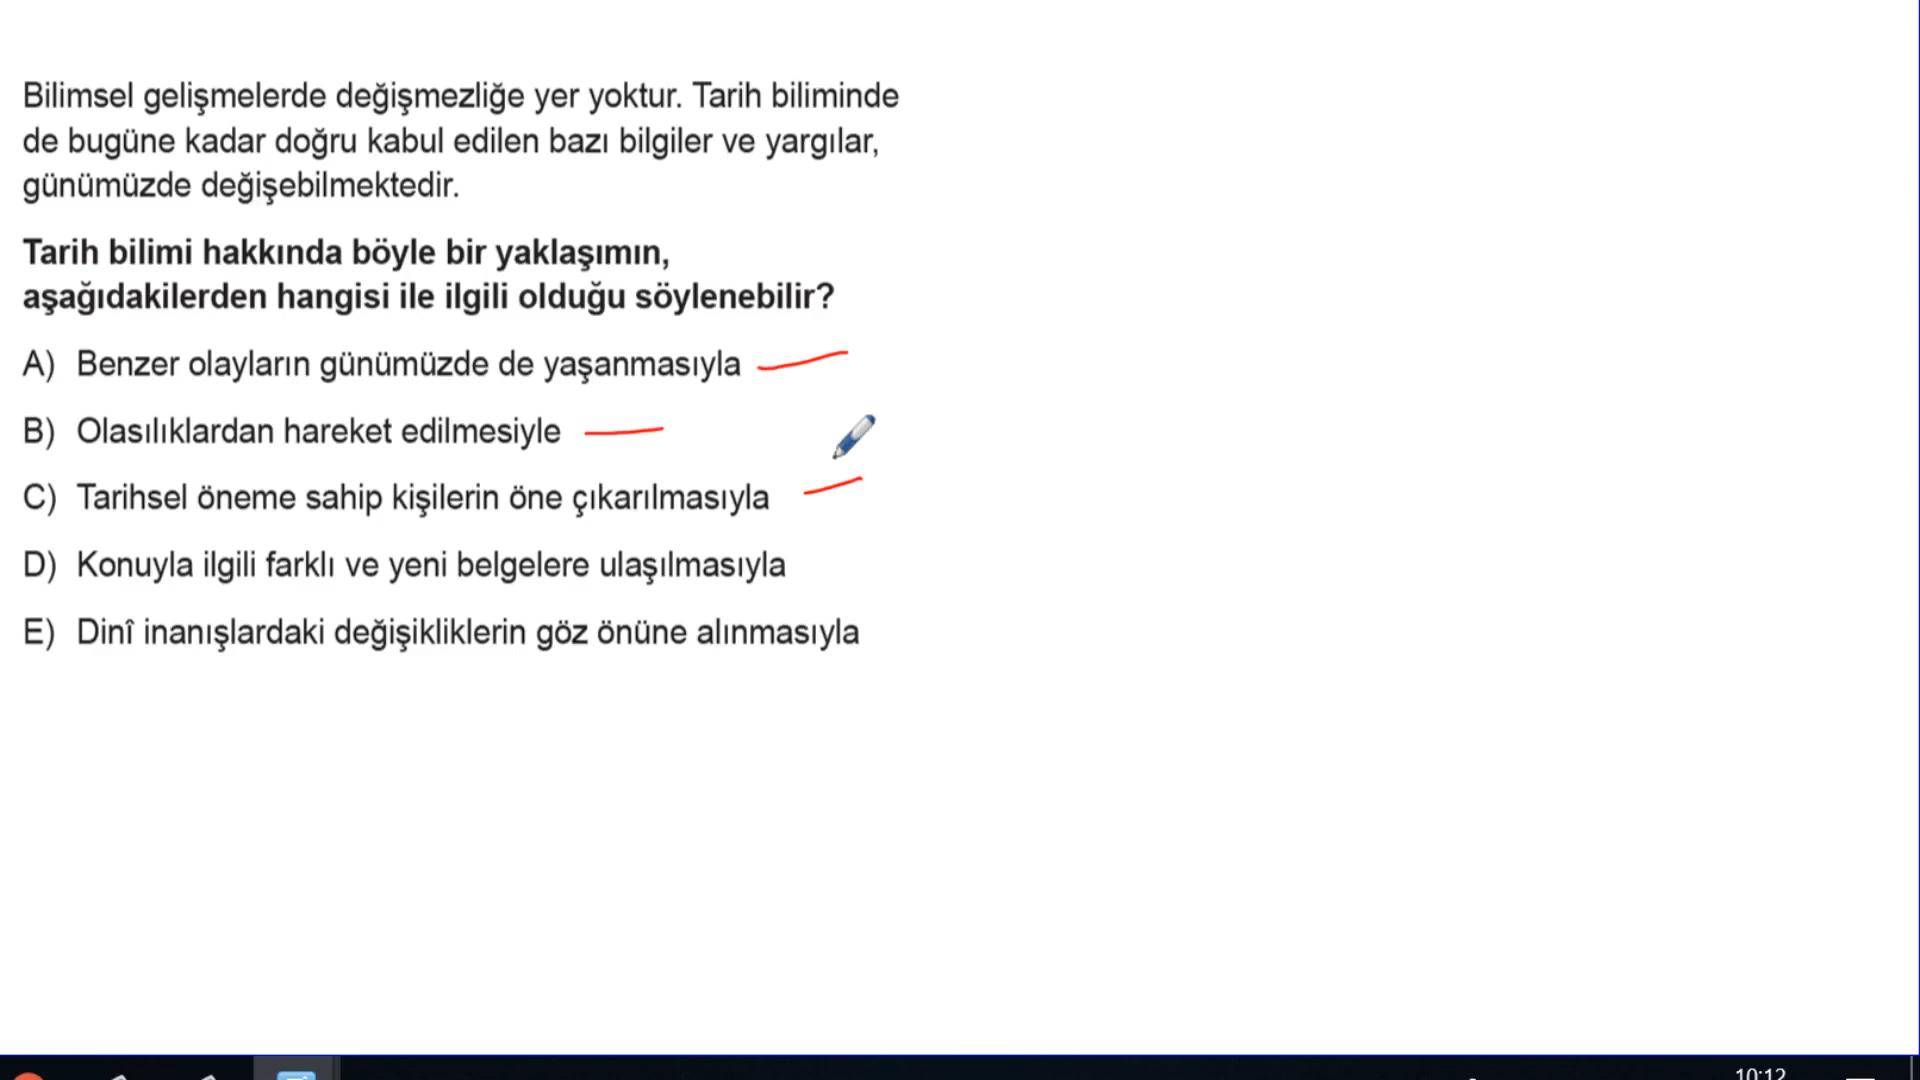 Bilimsel gelişmelerde değişmezliğe yer yoktur. Tarih biliminde
de bugüne kadar doğru kabul edilen bazı bilgiler ve yargılar,
günümüzde değişebilmektedir.
Tarih bilimi hakkında böyle bir yaklaşımın,
aşağıdakilerden hangisi ile ilgili olduğu söylenebilir?
A) Benzer olayların günümüzde de yaşanmasıyla
B) Olasılıklardan hareket edilmesiyle
C) Tarihsel öneme sahip kişilerin öne çıkarılmasıyla
D) Konuyla ilgili farklı ve yeni belgelere ulaşılmasıyla
E) Dinî inanışlardaki değişikliklerin göz önüne alınmasıyla
10:12